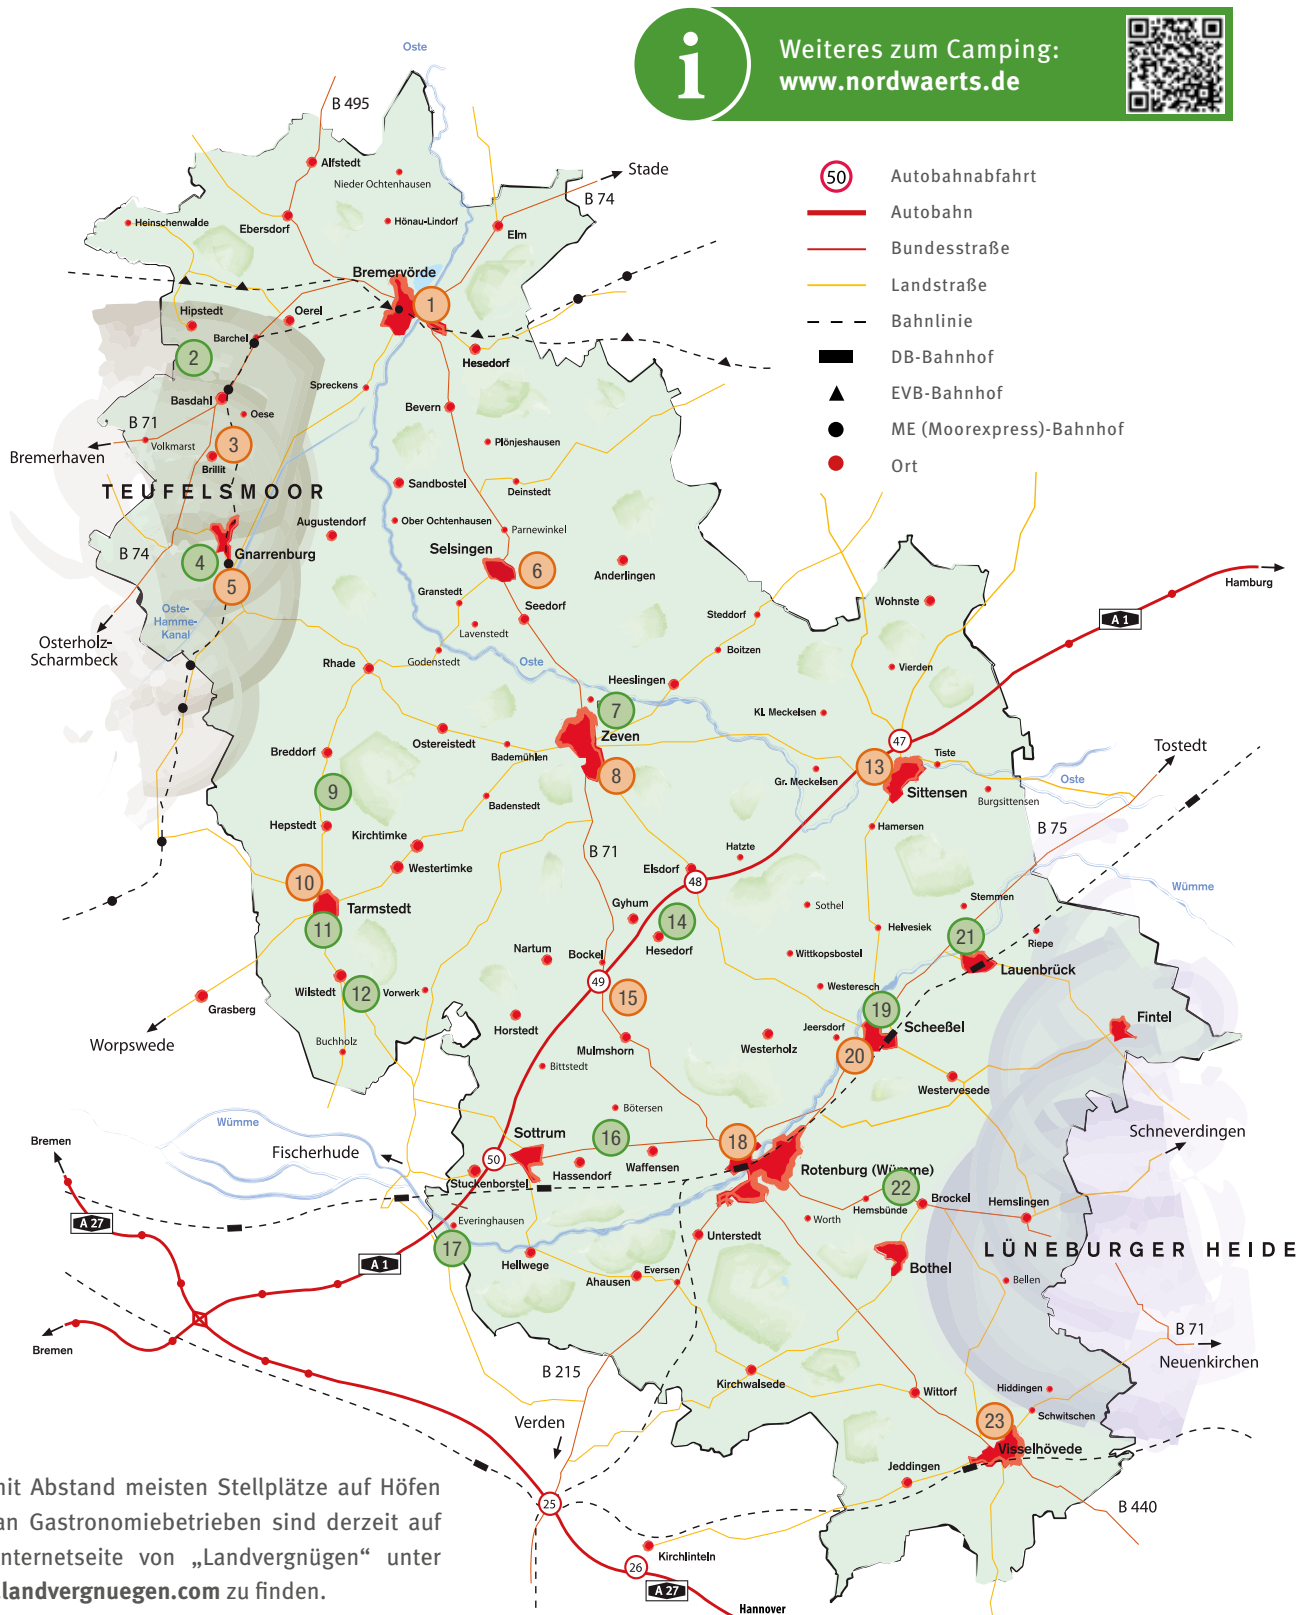 Weiteres zum Camping:
www.nordwaerts.de
50 Autobahnabfahrt
Autobahn
Bundesstraße
Landstraße
Bahnlinie
DB-Bahnhof
EVB-Bahnhof
ME (Moorexpress)-Bahnhof
Ort
Oste
B 495
Alfstedt
Nieder Ochtenhausen
Stade
B 74
Heinschenwalde
Ebersdorf
Hönau-Lindorf
Elm
Bremervörde
1
Hipstedt
Oerel
Barchel
2
Hesedorf
Spreckens
Basdahl
Oese
Bevern
B 71
Volkmarst
Plönjeshausen
3
Bremerhaven
Brillit
TEUFELSMOOR
Sandbostel
Deinstedt
Augustendorf
Ober Ochtenhausen
Parnewinkel
B 74
Gnarrenburg
4
5
Selsingen
6
Anderlingen
Hamburg
A 1
Granstedt
Seedorf
Steddorf
Wohnste
Oste-
Hamme-
Kanal
Lavenstedt
Osterholz-
Scharmbeck
Godenstedt
Boitzen
Rhade
Oste
Vierden
Heeslingen
7
Kl. Meckelsen
Zeven
47
Ostereistedt
Bademühlen
Tostedt
Breddorf
Tiste
13
Gr. Meckelsen
8
Oste
9
Sittensen
Burgsittensen
Badenstedt
Hepstedt
Kirchtimke
Hamersen
B 75
B 71
Hatzte
Westertimke
Elsdorf
10
48
Wümme
Tarmstedt
Gyhum
14
Sothel
Stemmen
11
Helvesiek
21
Riepe
Hesedorf
Nartum
Bockel
Wittkopsbostel
Lauenbrück
49
Wilstedt
12
Vorwerk
15
Westeresch
Grasberg
19
Horstedt
Jeersdorf
Scheeßel
Fintel
Worpswede
Buchholz
Mulmshorn
Westerholz
20
Bittstedt
Westervesede
Bötersen
Wümme
16
18
Bremen
Sottrum
Schneverdingen
Fischerhude
50
Hassendorf
Waffensen
Rotenburg (Wümme)
Stuckenborstel
22
Hemsbünde
Brockel
Hemslingen
A 27
Everinghausen
Worth
17
Unterstedt
LÜNEBURGER HEIDE
A 1
Hellwege
Bothel
Ahausen
Eversen
Bellen
Bremen
B 71
B 215
Neuenkirchen
Kirchwalsede
Wittorf
Hiddingen
Verden
23
Schwitschen
Visselhövede
Jeddingen
25
B 440
Kirchlinteln
26
A 27
Hannover
mit Abstand meisten Stellplätze auf Höfen
an Gastronomiebetrieben sind derzeit auf
nternetseite von „Landvergnügen“ unter
.landvergnuegen.com zu finden.